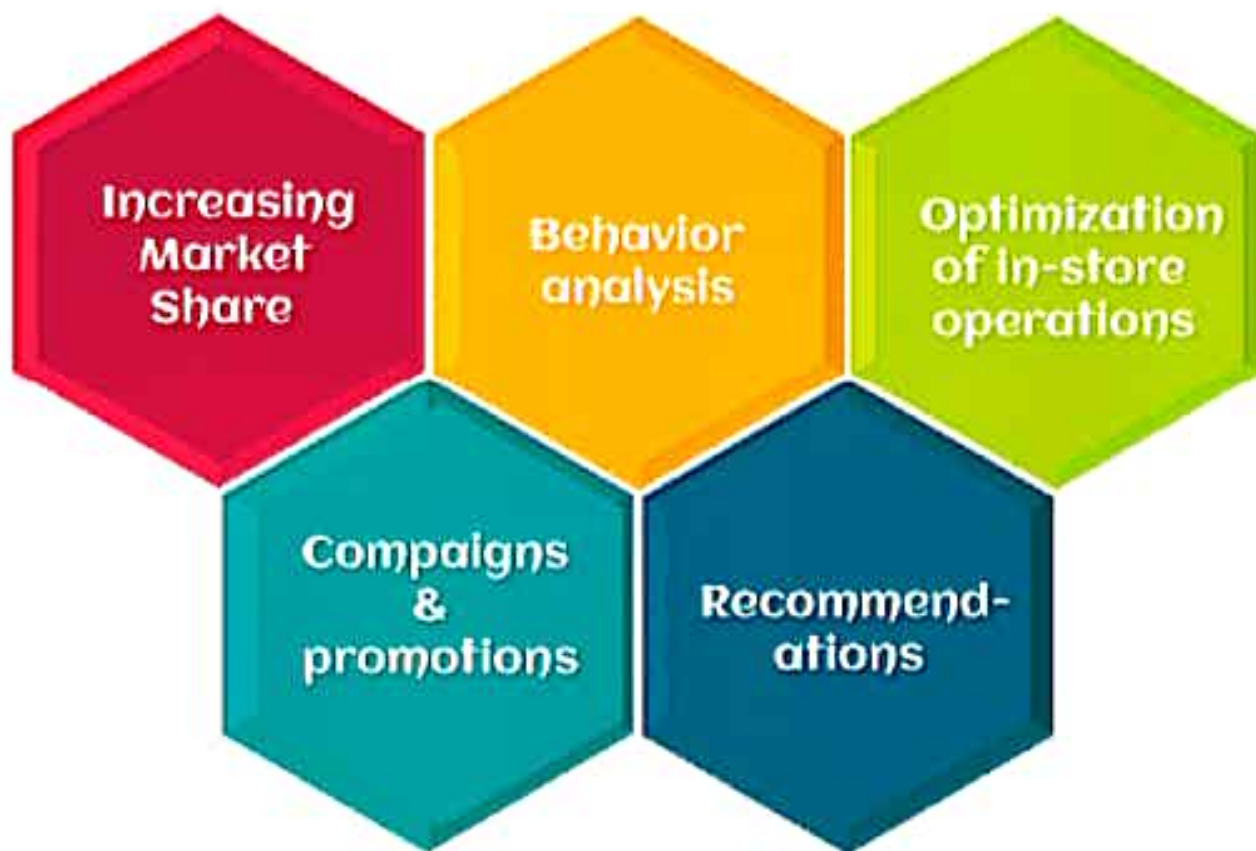 Increasing
Market
Share
Behavior
analysis
Optimization
of in-store
operations
Compaigns
&
promotions
Recommend-
ations